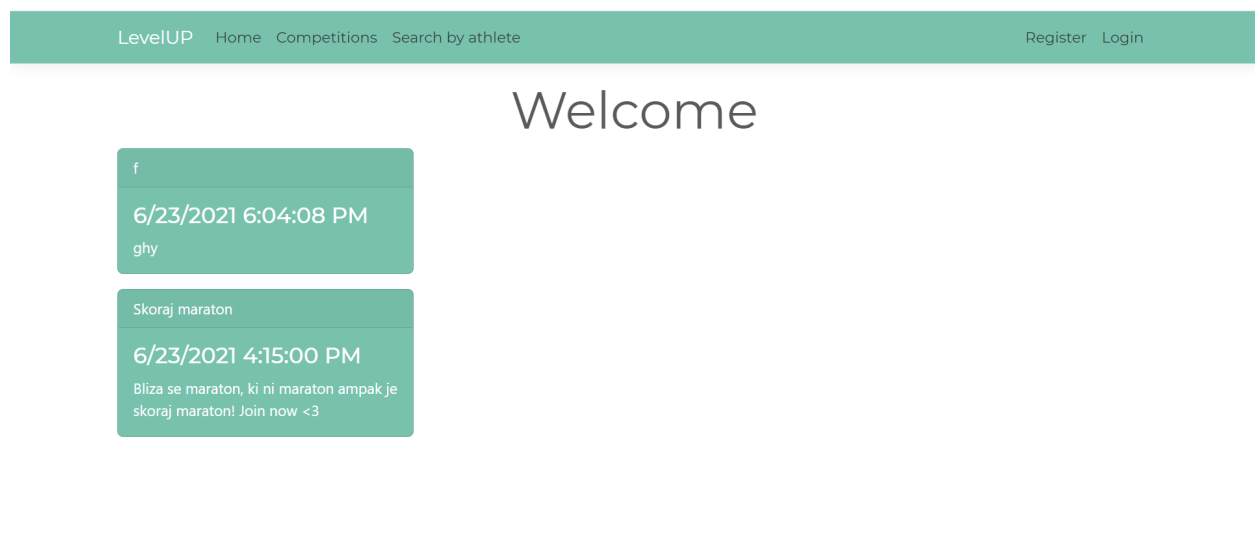 LevelUP Home Competitions Search by athlete Register Login
Welcome
f
6/23/2021 6:04:08 PM
ghy
Skoraj maraton
6/23/2021 4:15:00 PM
Bliza se maraton, ki ni maraton ampak je
skoraj maraton! Join now <3